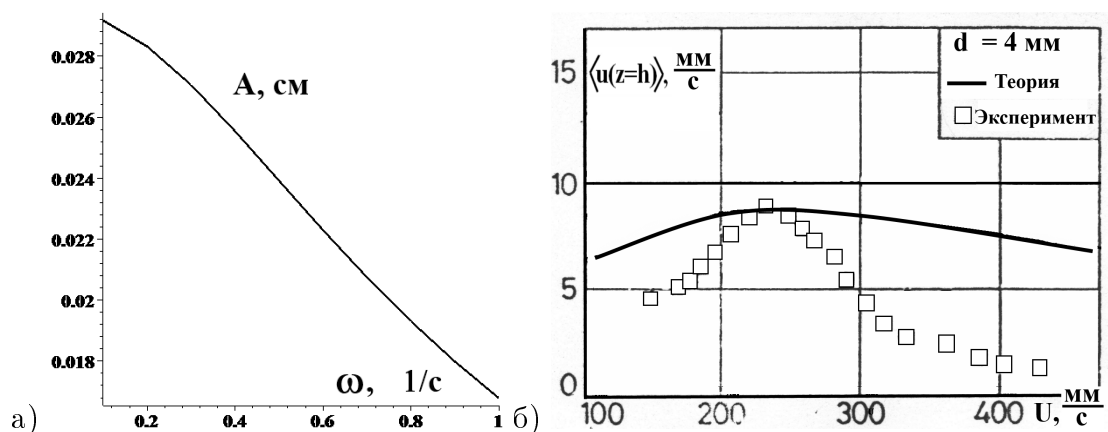 0.028
0.026
0.024
0.022
0.02
0.018
A, см
ω, 1/с
0.2
0.4
0.6
0.8
1
а)
15
10
5
0
⟨u(z=h)⟩, мм/с
d = 4 мм
Теория
Эксперимент
100
200
300
400
U, мм/с
б)